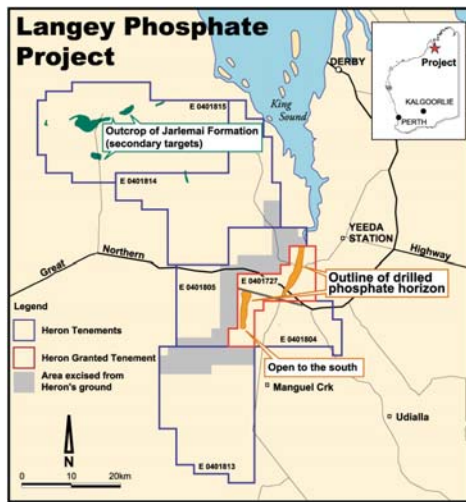 Langey Phosphate
Project
DERBY
Project
KALGOORLIE
PERTH
King
Sound
E 0401815
Outcrop of Jarlemai Formation
(secondary targets)
E 0401814
YEEDA
STATION
Great
Northern
Highway
E 0401805
E 0401727
Outline of drilled
phosphate horizon
Legend
Heron Tenements
Heron Granted Tenement
Area excised from
Heron's ground
E 0401804
Open to the south
Manguel Crk
Udialla
N
0 10 20km
E 0401813